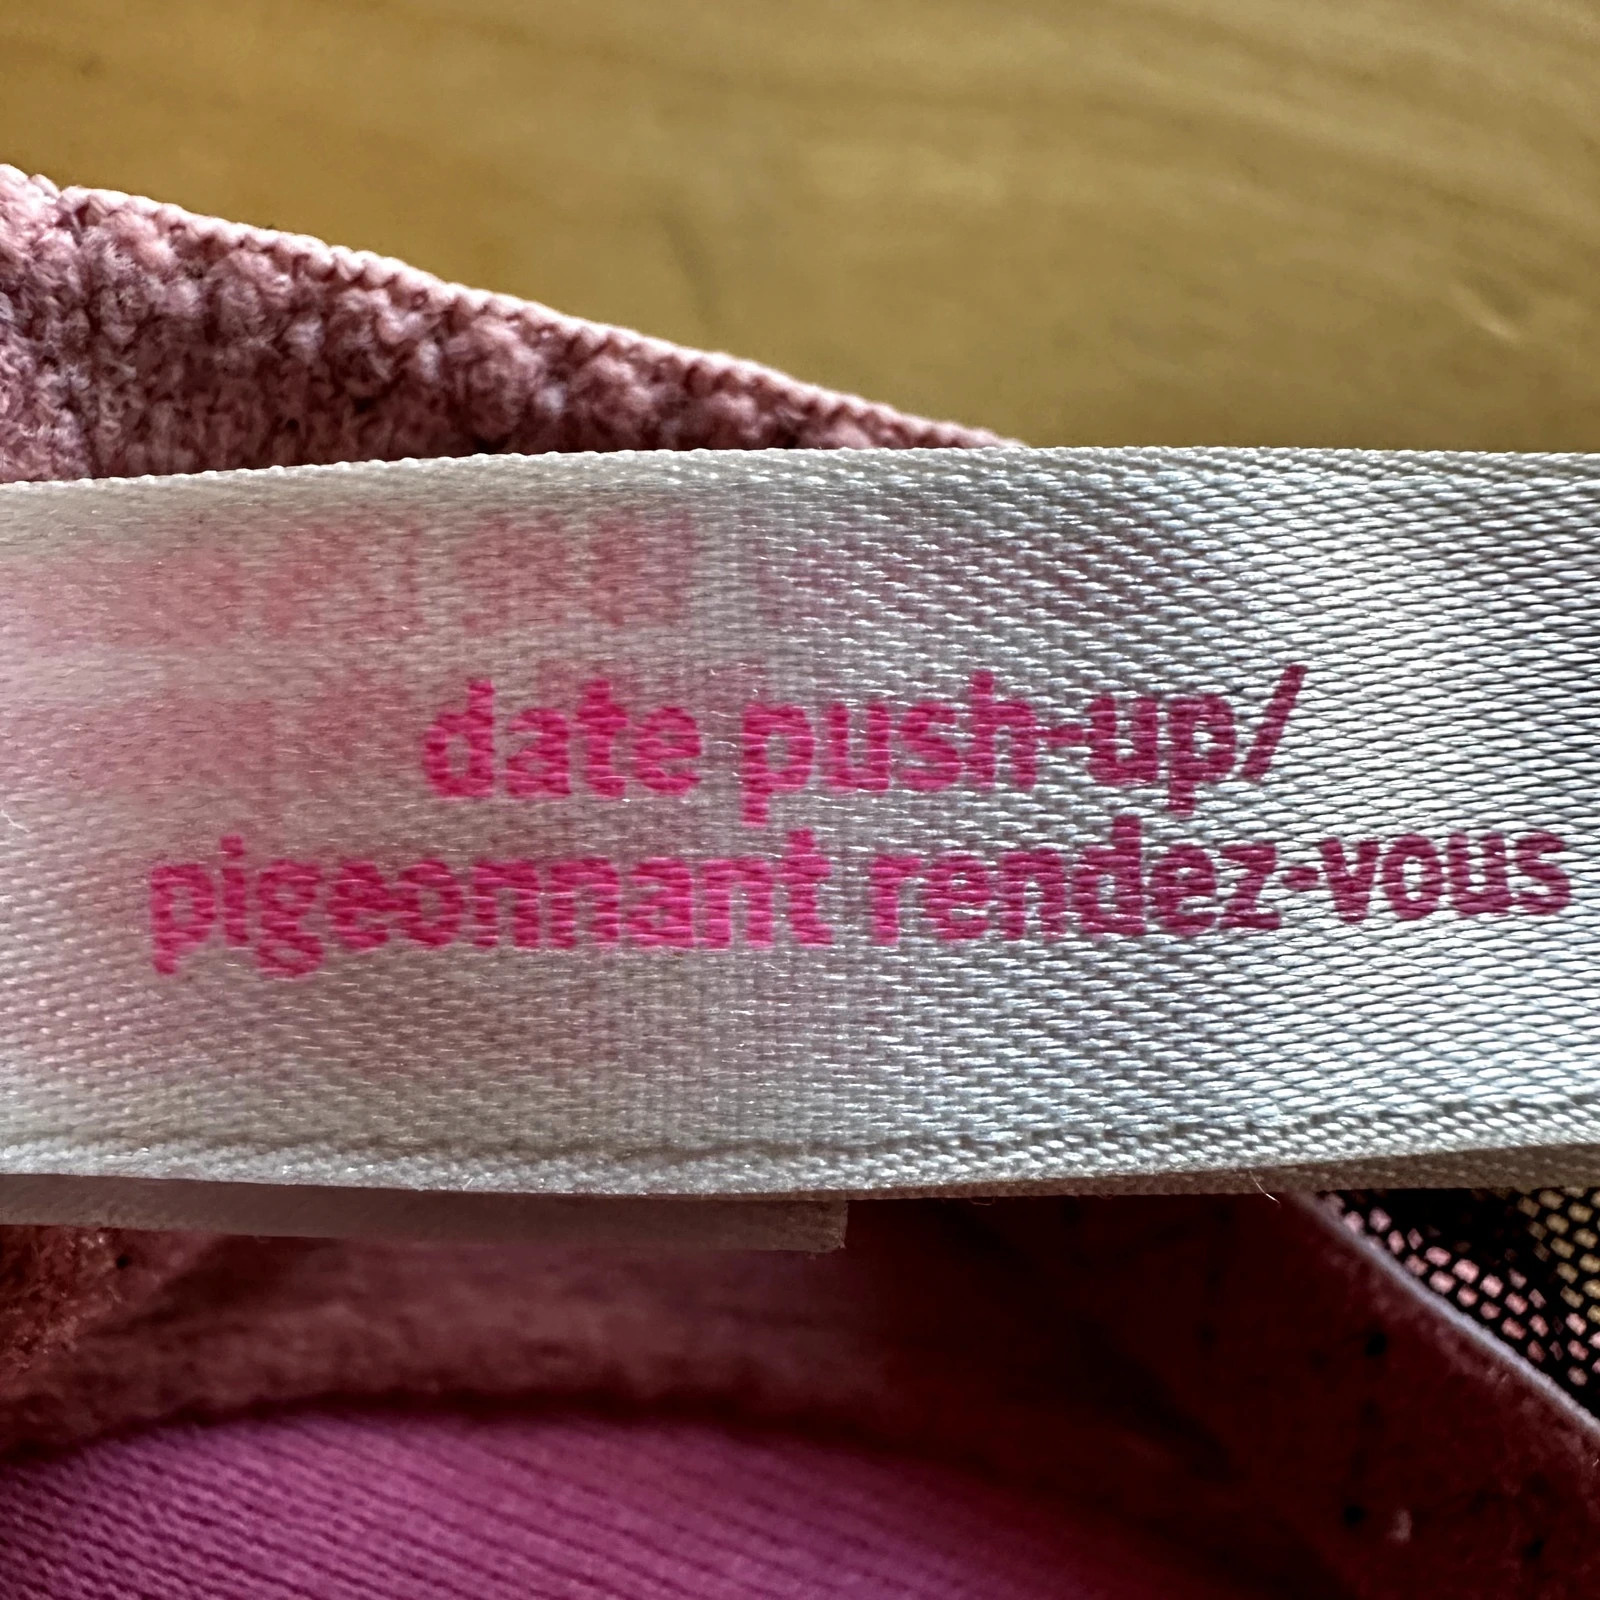 date push-up/
pigeonnant rendez-vous